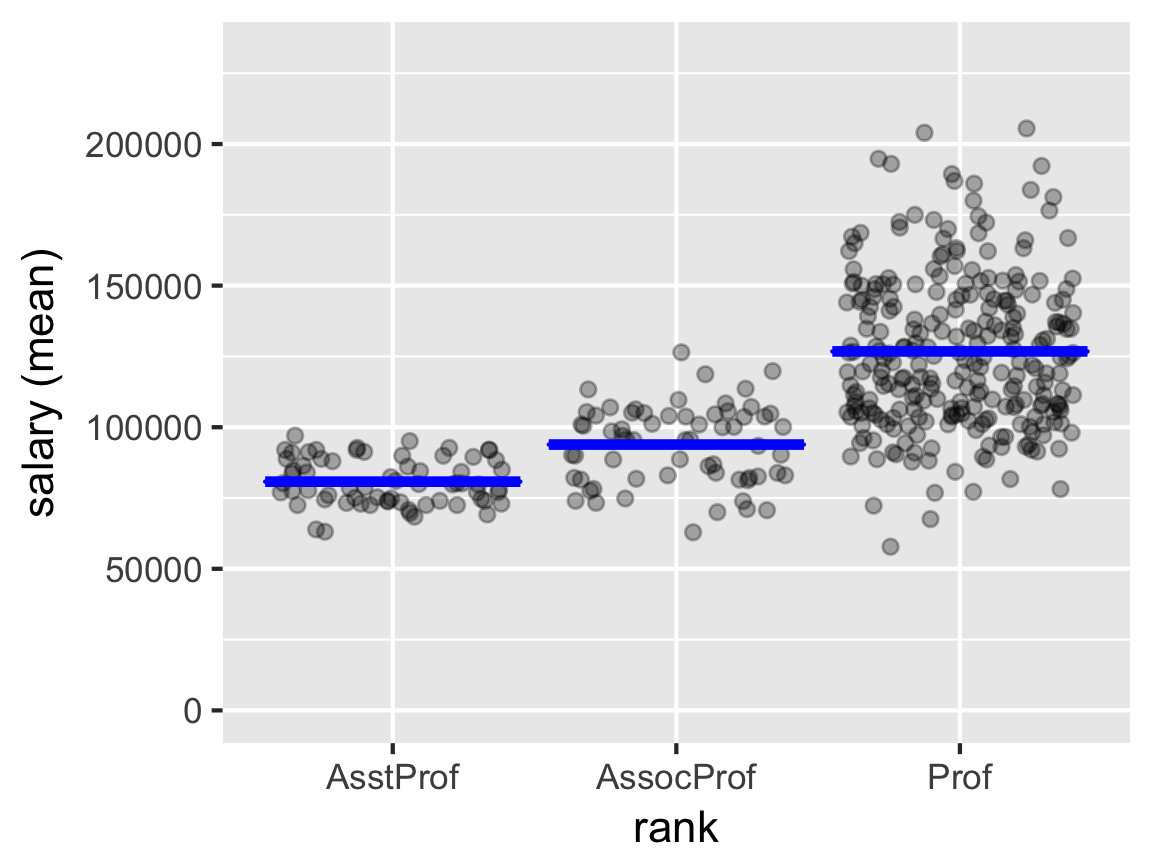 salary (mean)
200000
150000
100000
50000
0
AsstProf
AssocProf
Prof
rank